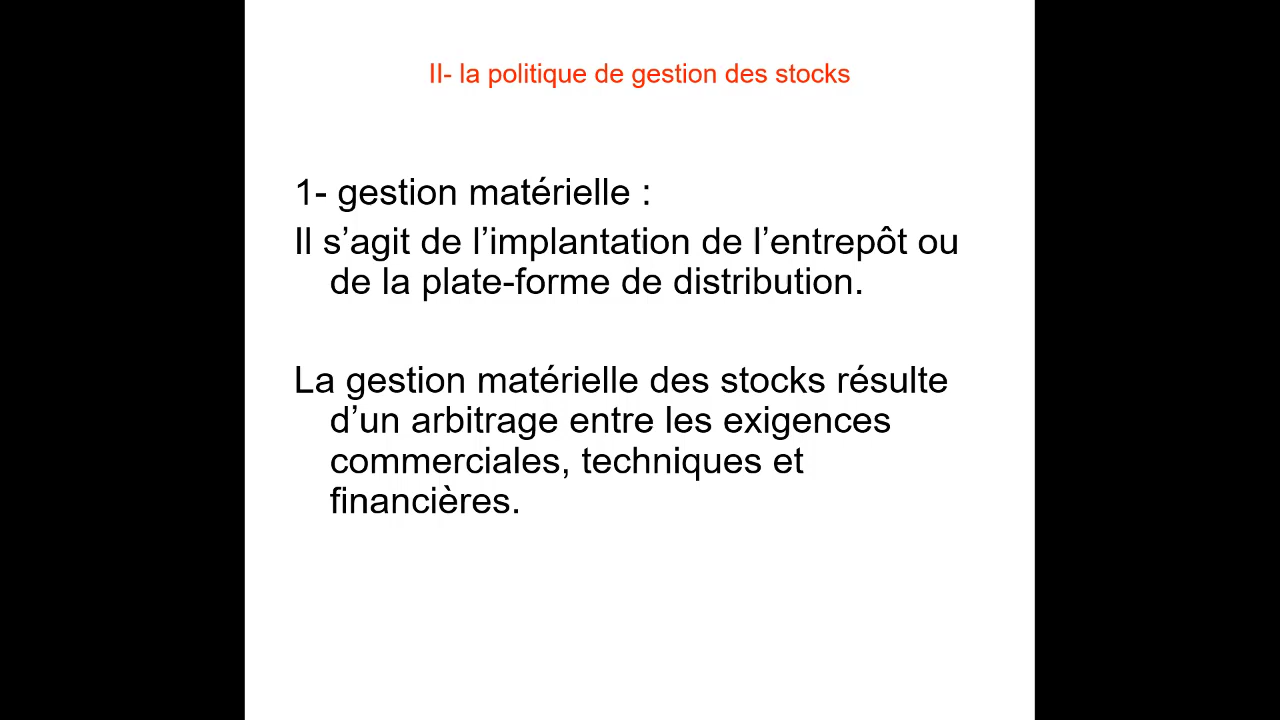 II- la politique de gestion des stocks
1- gestion matérielle :
Il s’agit de l’implantation de l’entrepôt ou
de la plate-forme de distribution.
La gestion matérielle des stocks résulte
d’un arbitrage entre les exigences
commerciales, techniques et
financières.